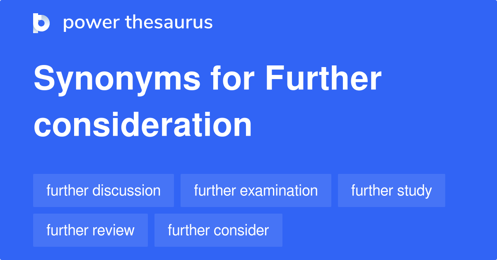 power thesaurus
Synonyms for Further
consideration
further discussion further examination further study
further review further consider